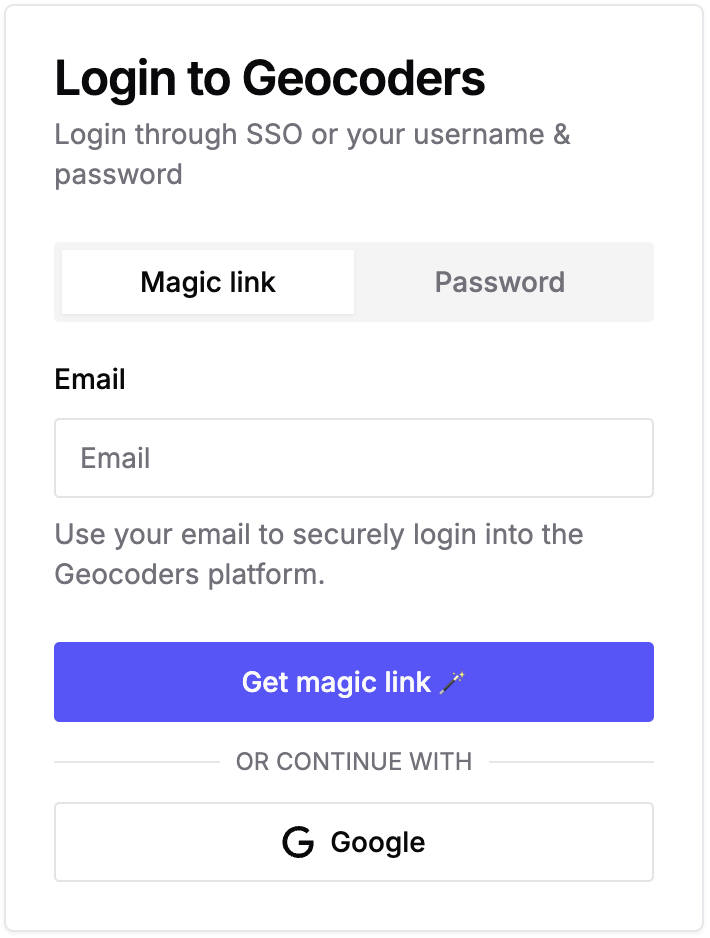 Login to Geocoders
Login through SSO or your username &
password
Magic link
Password
Email
Email
Use your email to securely login into the
Geocoders platform.
Get magic link 🪄
OR CONTINUE WITH
Google